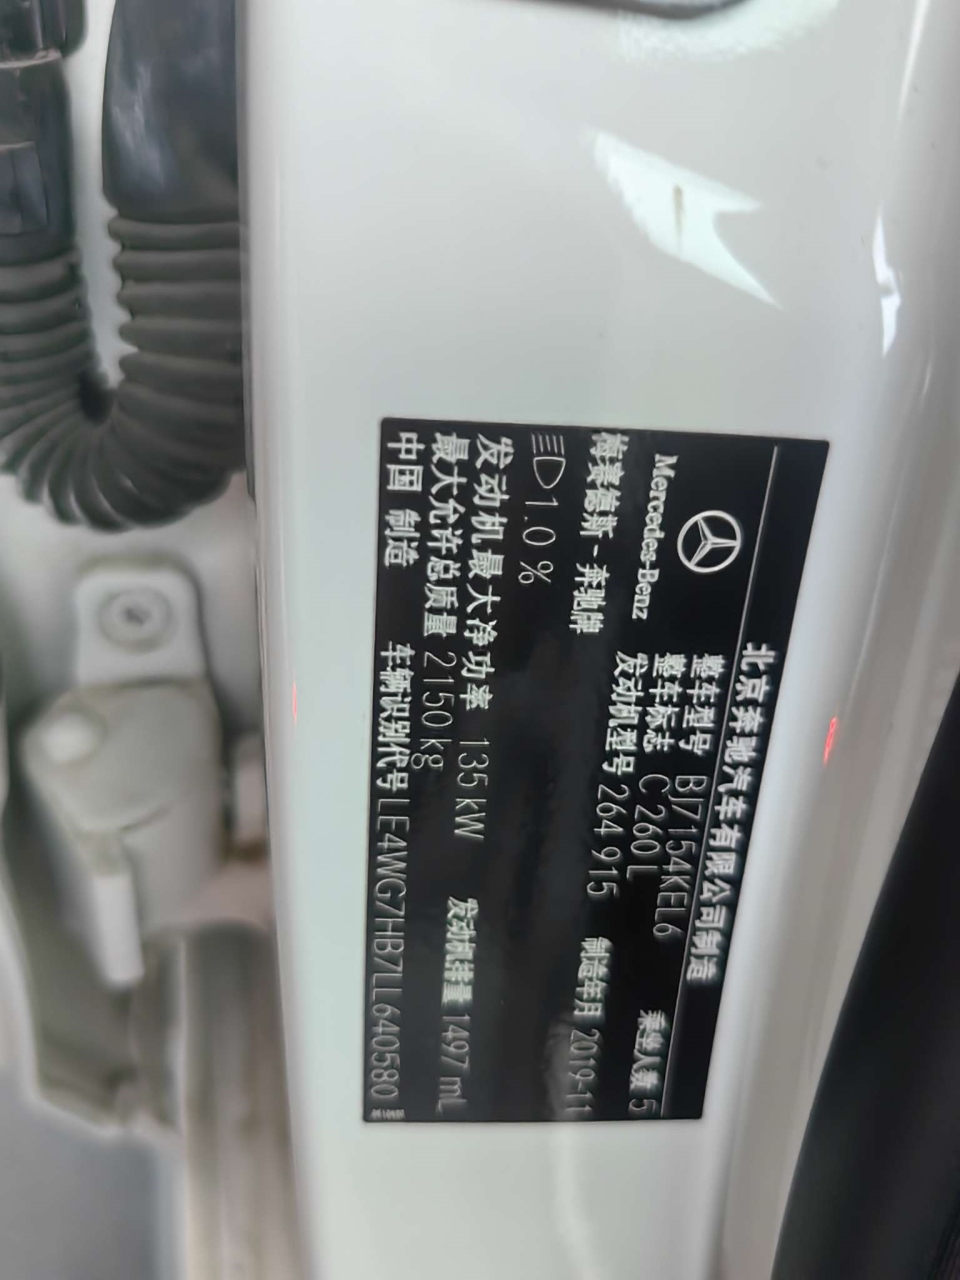 北京奔驰汽车有限公司制造
Mercedes-Benz
整车型号 BJ7154KEL6
整车标志 C 260 L
乘坐人数 5
梅赛德斯-奔驰牌
发动机型号 264 915
制造年月 2019-11
1.0 %
发动机最大净功率 135 kW
发动机排量 1497 mL
最大允许总质量 2150 kg
中国 制造
车辆识别代号 LE4WG7HB7LL640580